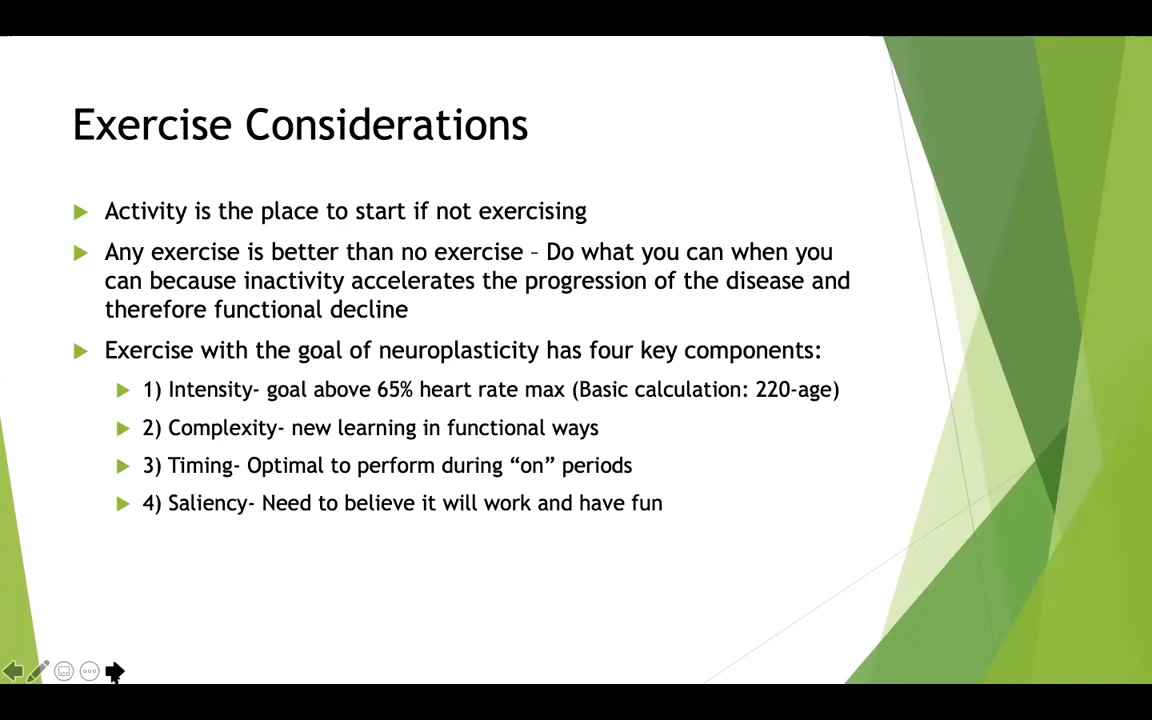 Exercise Considerations
Activity is the place to start if not exercising
Any exercise is better than no exercise – Do what you can when you
can because inactivity accelerates the progression of the disease and
therefore functional decline
Exercise with the goal of neuroplasticity has four key components:
1) Intensity- goal above 65% heart rate max (Basic calculation: 220-age)
2) Complexity- new learning in functional ways
3) Timing- Optimal to perform during “on” periods
4) Saliency- Need to believe it will work and have fun